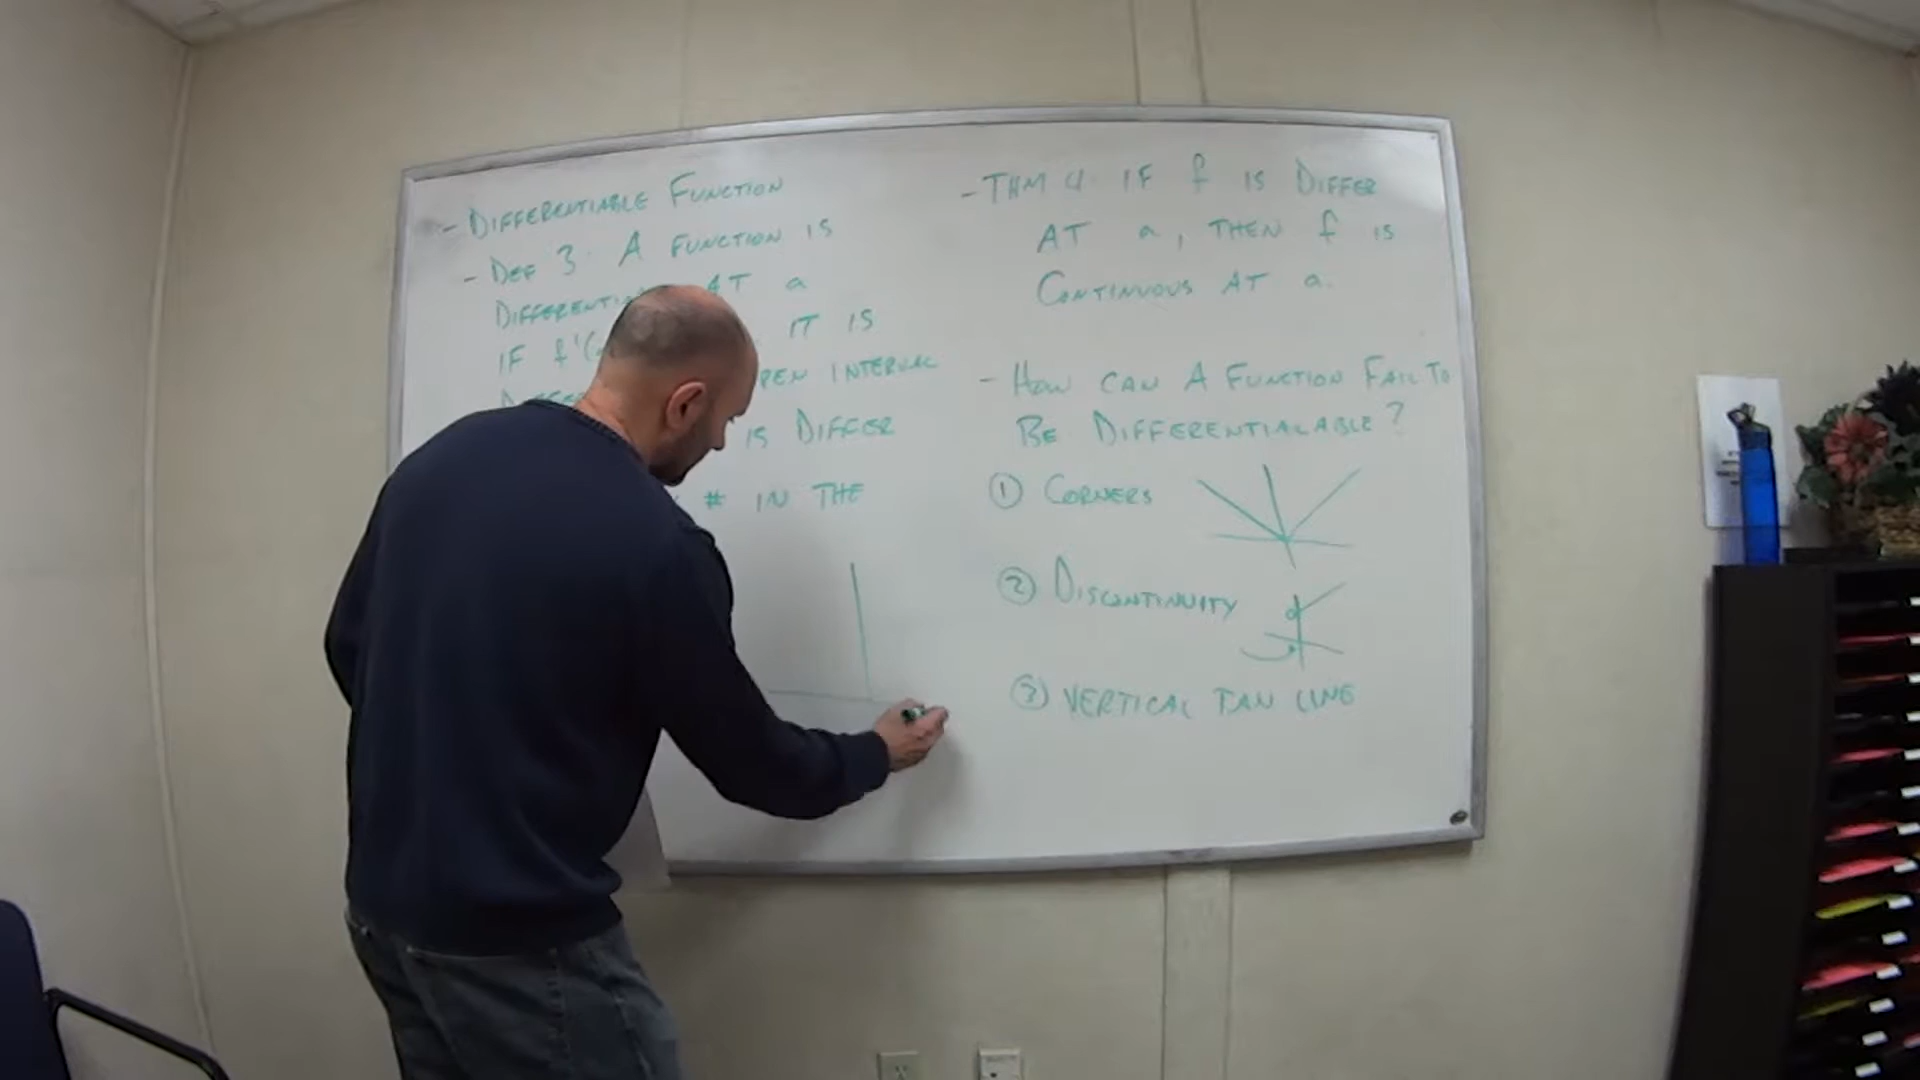 - DIFFERENTIABLE FUNCTION
- DEF 3. A FUNCTION IS
AT a
IF f'( IT IS
INTERVAL
IS DIFFER
# IN THE
- THM 4. IF f IS DIFFER
AT a, THEN f IS
CONTINUOUS AT a.
- HOW CAN A FUNCTION FAIL TO
BE DIFFERENTIALABLE?
① CORNERS
② DISCONTINUITY
③ VERTICAL TAN LINE